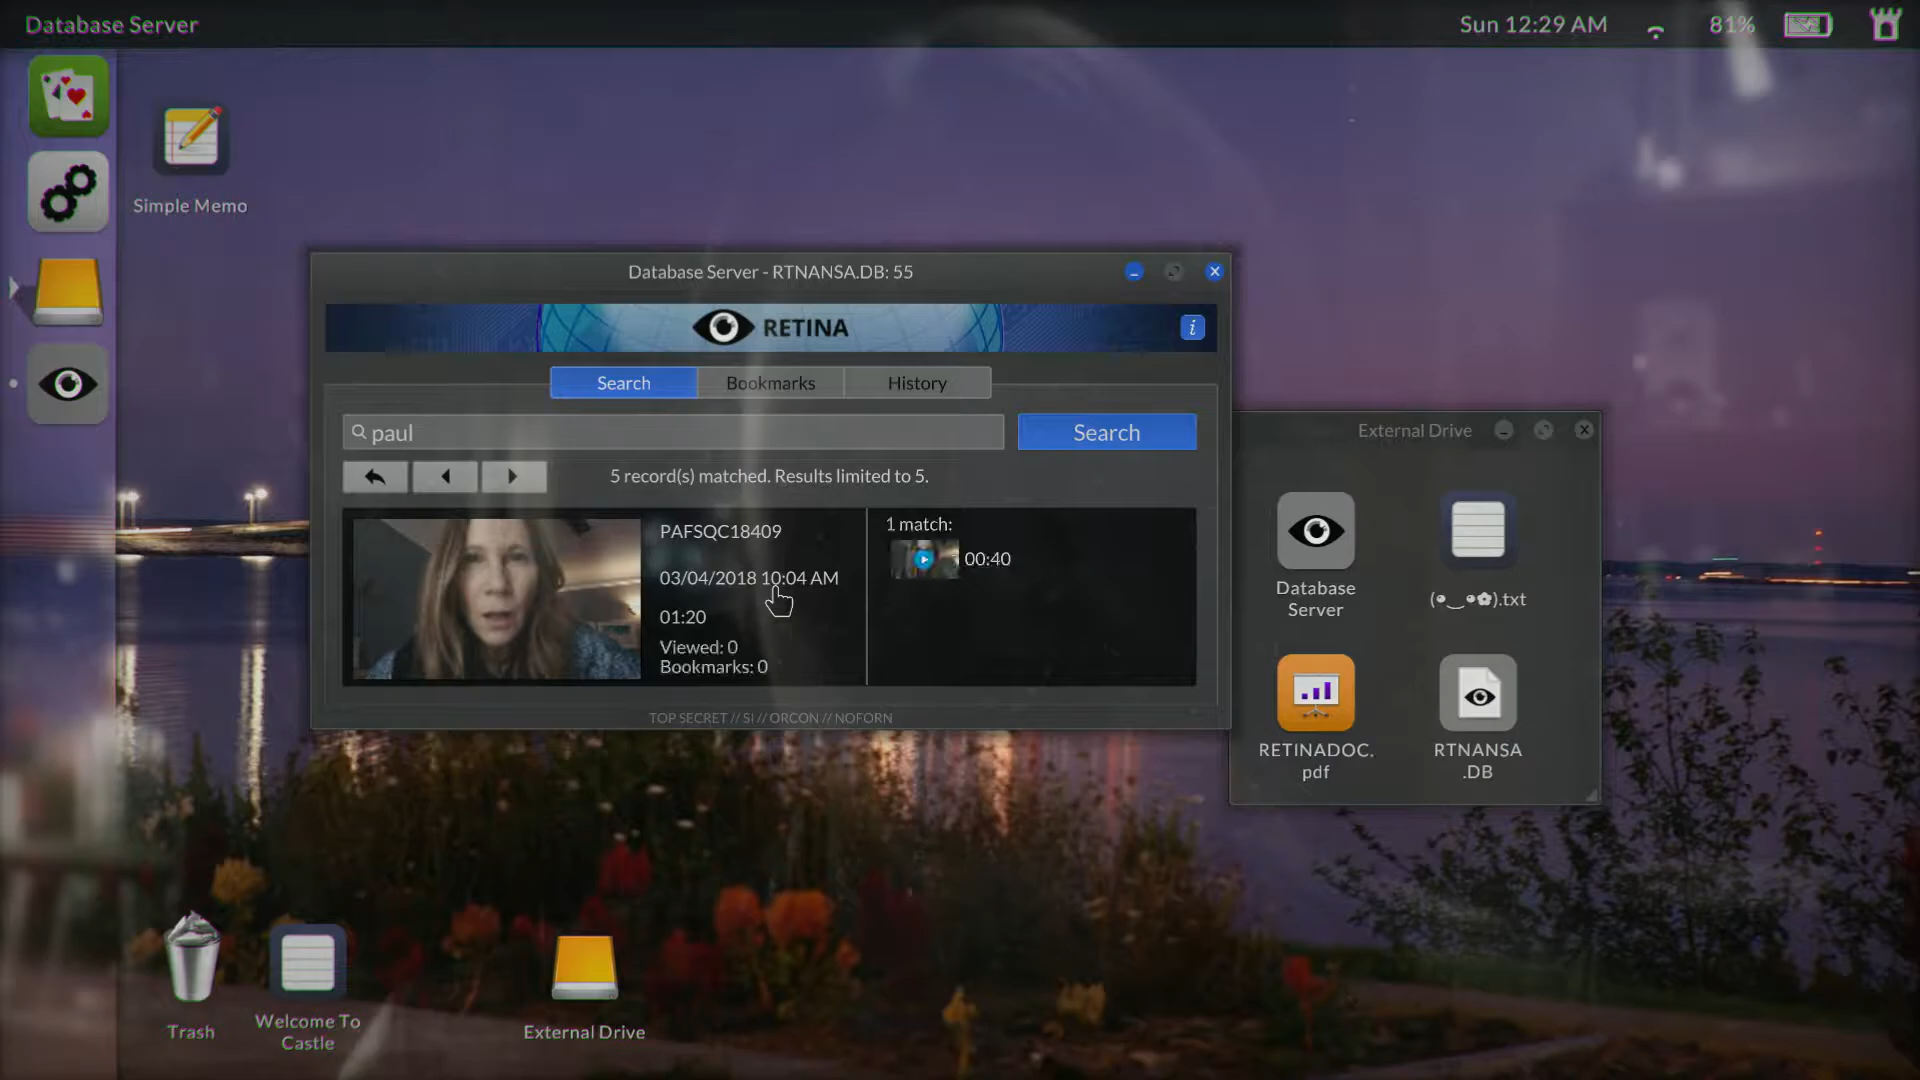 Database Server
Sun 12:29 AM
81%
Simple Memo
Database Server - RTNANSA.DB: 55
RETINA
i
Search
Bookmarks
History
paul
Search
5 record(s) matched. Results limited to 5.
PAFSQC18409
03/04/2018 10:04 AM
01:20
Viewed: 0
Bookmarks: 0
1 match:
00:40
TOP SECRET // SI // ORCON // NOFORN
External Drive
Database
Server
(•‿•✿).txt
RETINADOC.
pdf
RTNANSA
.DB
Trash
Welcome To
Castle
External Drive